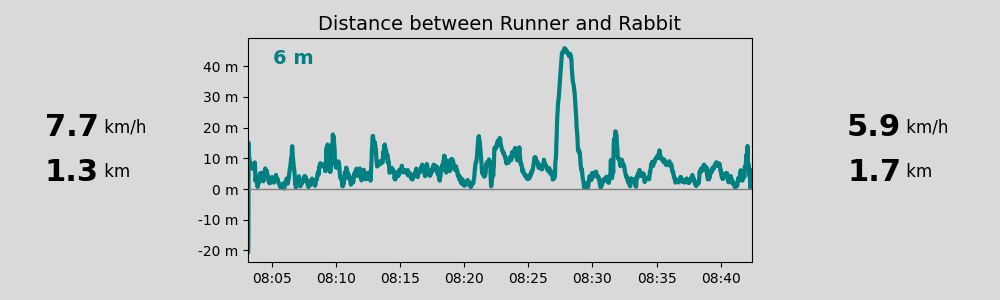 Distance between Runner and Rabbit
6 m
40 m
30 m
20 m
10 m
0 m
-10 m
-20 m
08:05 08:10 08:15 08:20 08:25 08:30 08:35 08:40
7.7 km/h
1.3 km
5.9 km/h
1.7 km